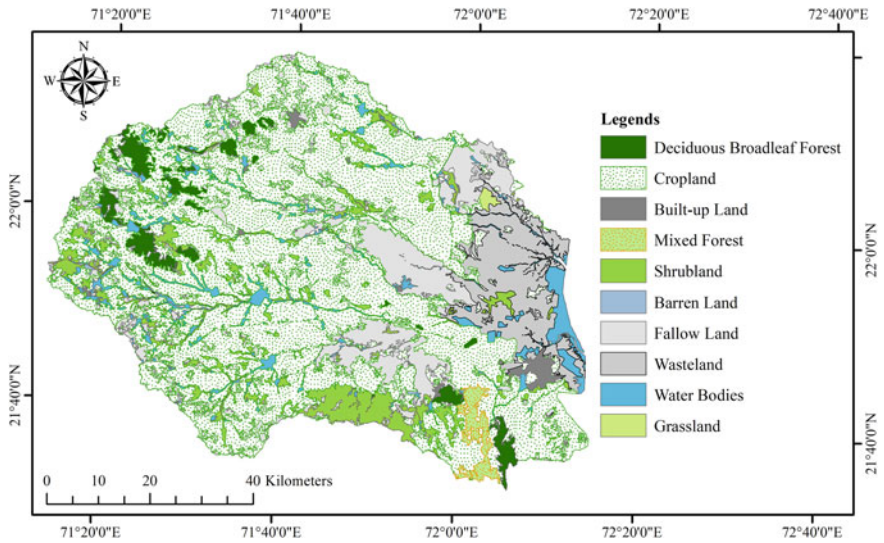 71°20'0"E 71°40'0"E 72°0'0"E 72°20'0"E 72°40'0"E
N
W E
S
22°0'0"N
21°40'0"N
Legends
Deciduous Broadleaf Forest
Cropland
Built-up Land
Mixed Forest
Shrubland
Barren Land
Fallow Land
Wasteland
Water Bodies
Grassland
22°0'0"N
21°40'0"N
0 10 20 40 Kilometers
71°20'0"E 71°40'0"E 72°0'0"E 72°20'0"E 72°40'0"E